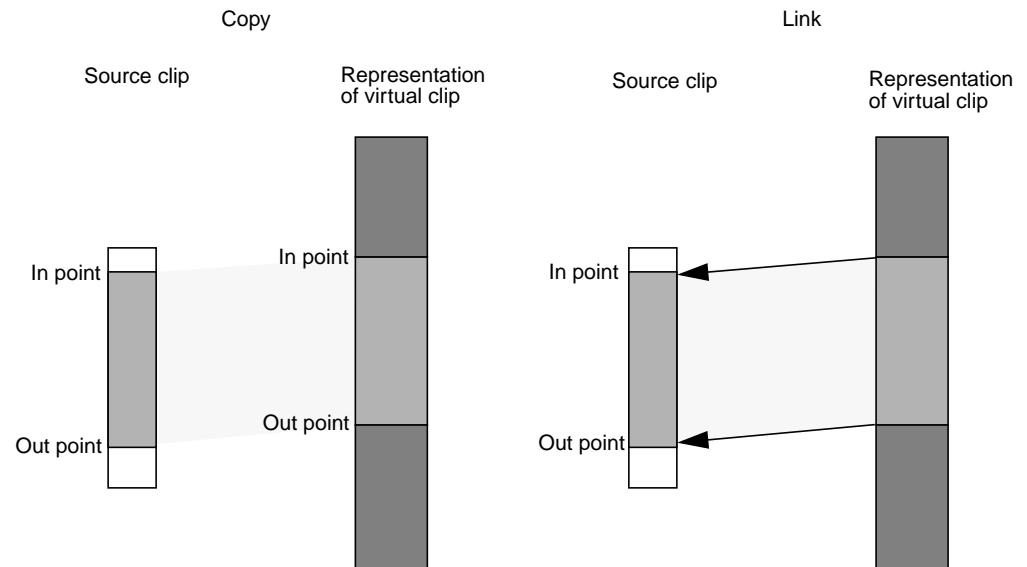 Copy
Source clip
Representation
of virtual clip
In point
In point
Out point
Out point
Link
Source clip
Representation
of virtual clip
In point
Out point